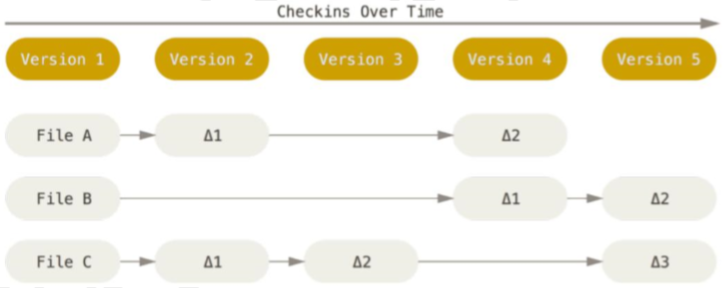 Checkins Over Time
Version 1 Version 2 Version 3 Version 4 Version 5
File A Δ1 Δ2
File B Δ1 Δ2
File C Δ1 Δ2 Δ3